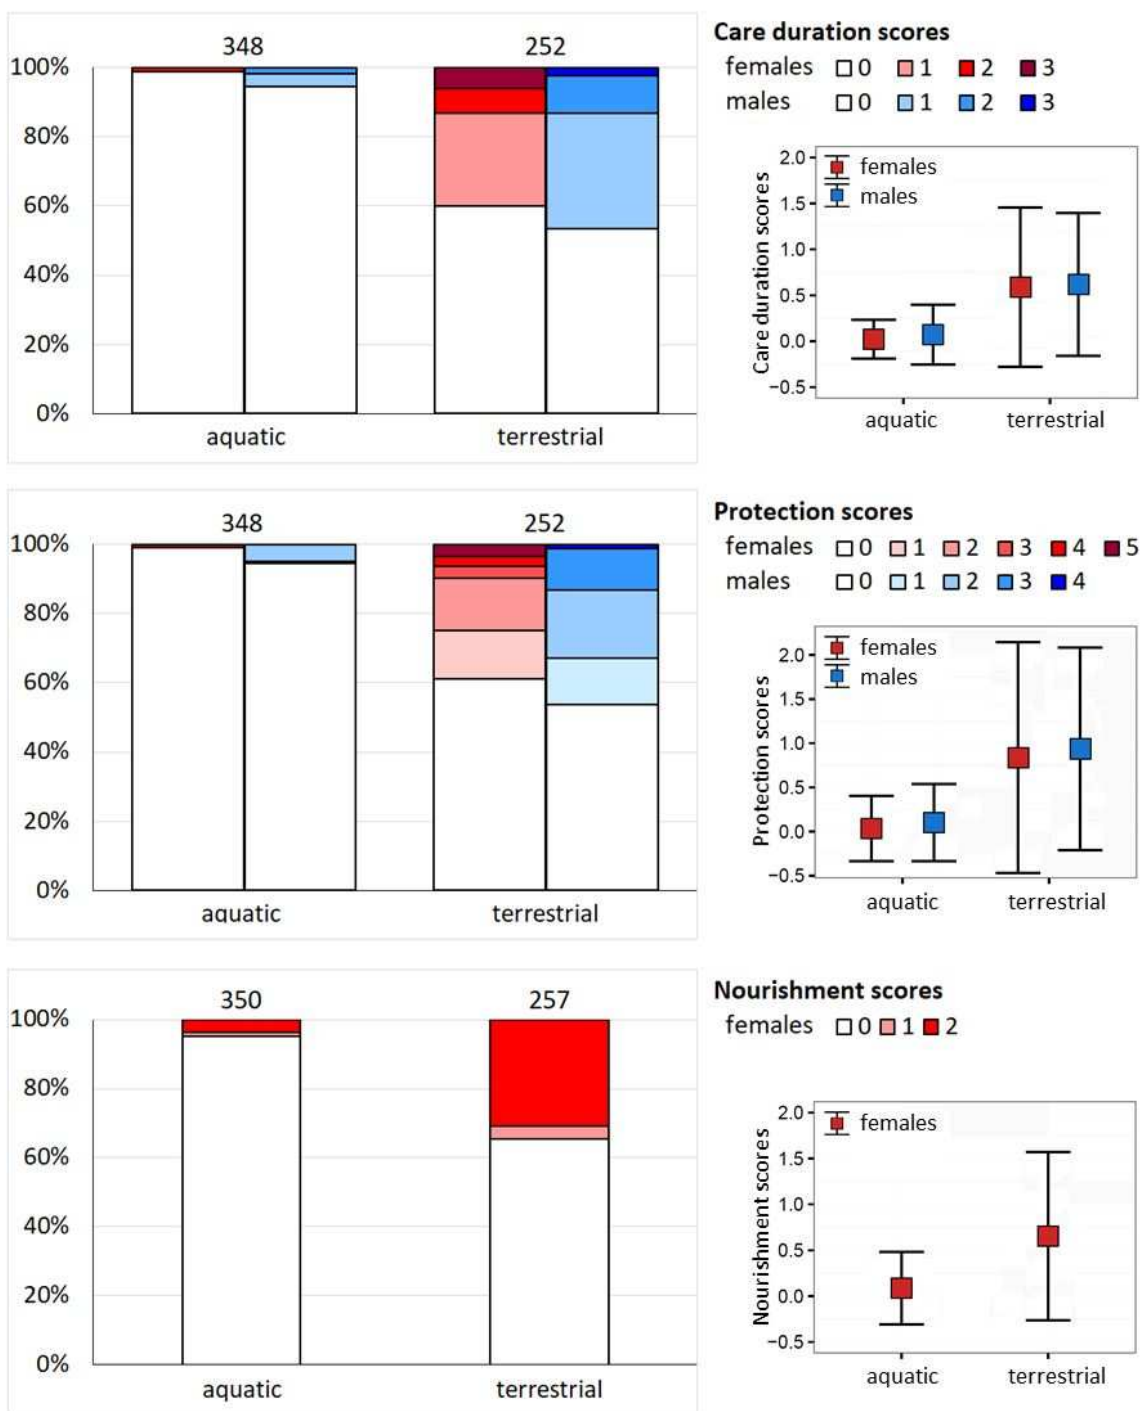 348 252
100%
80%
60%
40%
20%
0%
aquatic terrestrial
Care duration scores
females 0 1 2 3
males 0 1 2 3
Care duration scores
2.0
1.5
1.0
0.5
0.0
−0.5
females
males
aquatic terrestrial
348 252
100%
80%
60%
40%
20%
0%
aquatic terrestrial
Protection scores
females 0 1 2 3 4 5
males 0 1 2 3 4
Protection scores
2.0
1.5
1.0
0.5
0.0
−0.5
females
males
aquatic terrestrial
350 257
100%
80%
60%
40%
20%
0%
aquatic terrestrial
Nourishment scores
females 0 1 2
Nourishment scores
2.0
1.5
1.0
0.5
0.0
−0.5
females
aquatic terrestrial